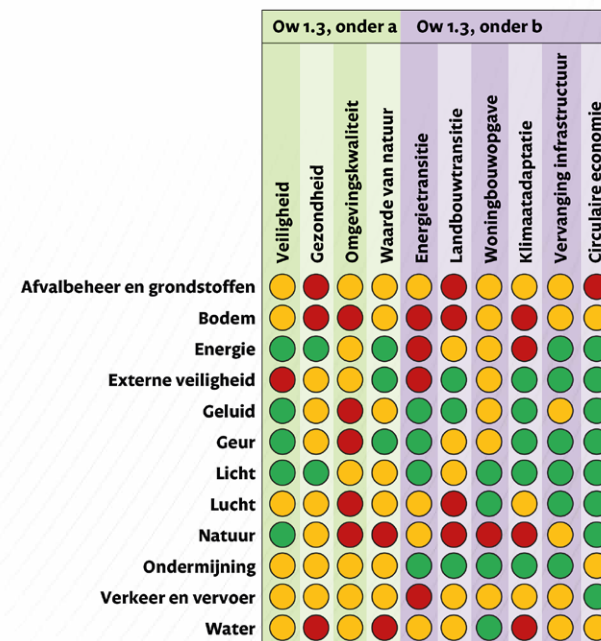 Ow 1.3, onder a
Ow 1.3, onder b
Veiligheid
Gezondheid
Omgevingskwaliteit
Waarde van natuur
Energietransitie
Landbouwtransitie
Woningbouwopgave
Klimaatadaptatie
Vervanging infrastructuur
Circulaire economie
Afvalbeheer en grondstoffen
Bodem
Energie
Externe veiligheid
Geluid
Geur
Licht
Lucht
Natuur
Ondermijning
Verkeer en vervoer
Water